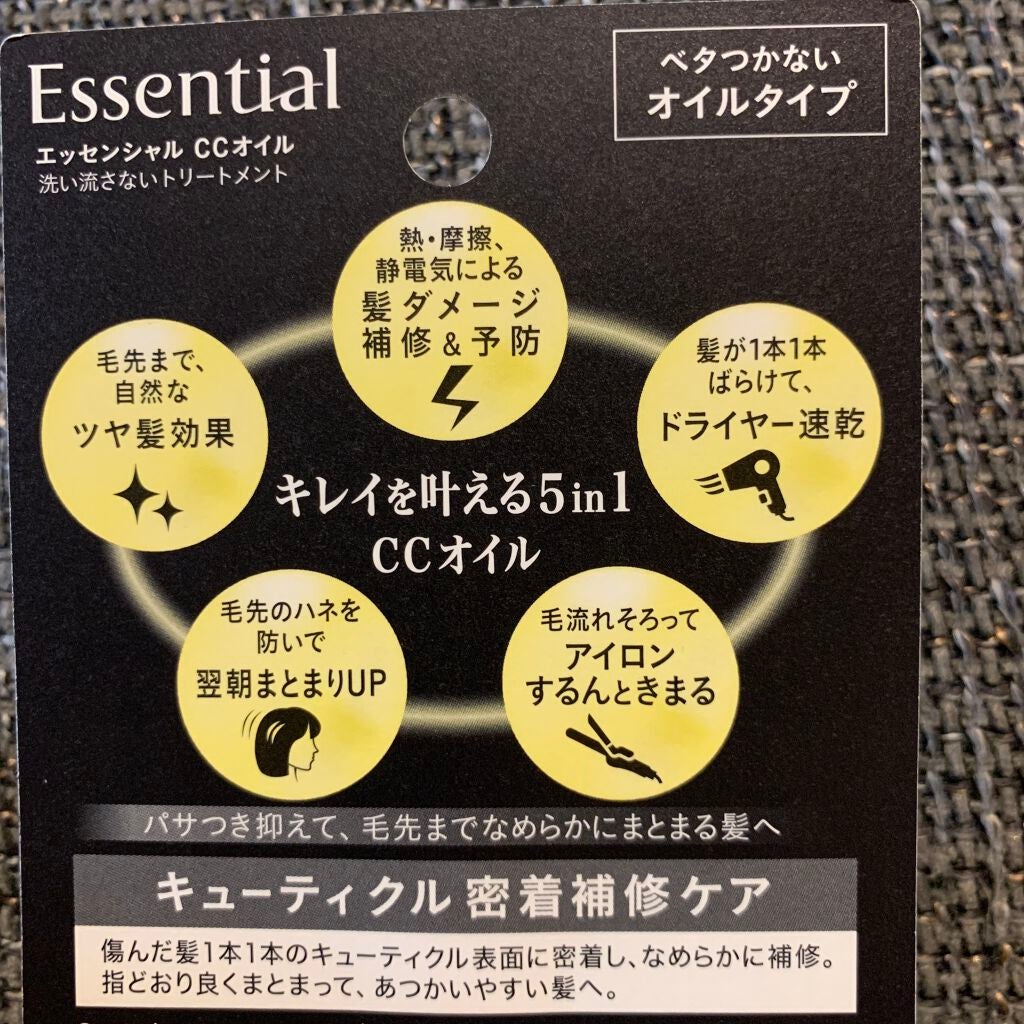 Essential
エッセンシャル CCオイル
洗い流さないトリートメント
ベタつかない
オイルタイプ
熱・摩擦、
静電気による
髪ダメージ
補修&予防
毛先まで、
自然な
ツヤ髪効果
髪が1本1本
ばらけて、
ドライヤー速乾
キレイを叶える5in1
CCオイル
毛先のハネを
防いで
翌朝まとまりUP
毛流れそろって
アイロン
するんときまる
パサつき抑えて、毛先までなめらかにまとまる髪へ
キューティクル 密着補修ケア
傷んだ髪1本1本のキューティクル表面に密着し、なめらかに補修。
指どおり良くまとまって、あつかいやすい髪へ。